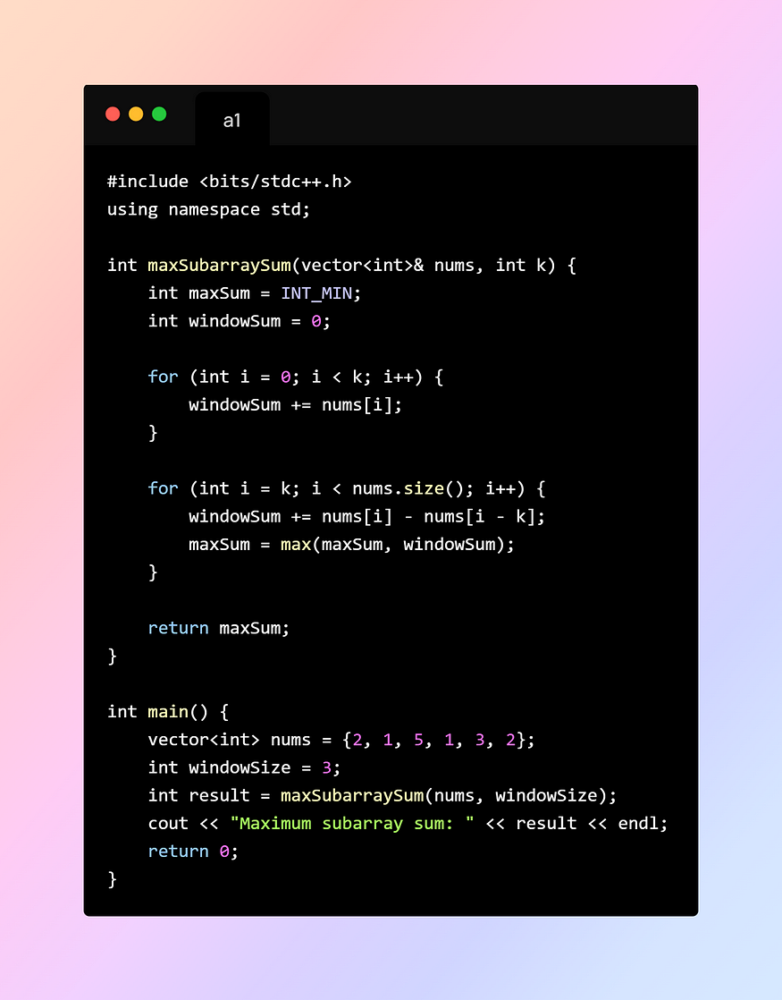 a1
#include <bits/stdc++.h>
using namespace std;
int maxSubarraySum(vector<int>& nums, int k) {
    int maxSum = INT_MIN;
    int windowSum = 0;
    for (int i = 0; i < k; i++) {
        windowSum += nums[i];
    }
    for (int i = k; i < nums.size(); i++) {
        windowSum += nums[i] - nums[i - k];
        maxSum = max(maxSum, windowSum);
    }
    return maxSum;
}
int main() {
    vector<int> nums = {2, 1, 5, 1, 3, 2};
    int windowSize = 3;
    int result = maxSubarraySum(nums, windowSize);
    cout << "Maximum subarray sum: " << result << endl;
    return 0;
}